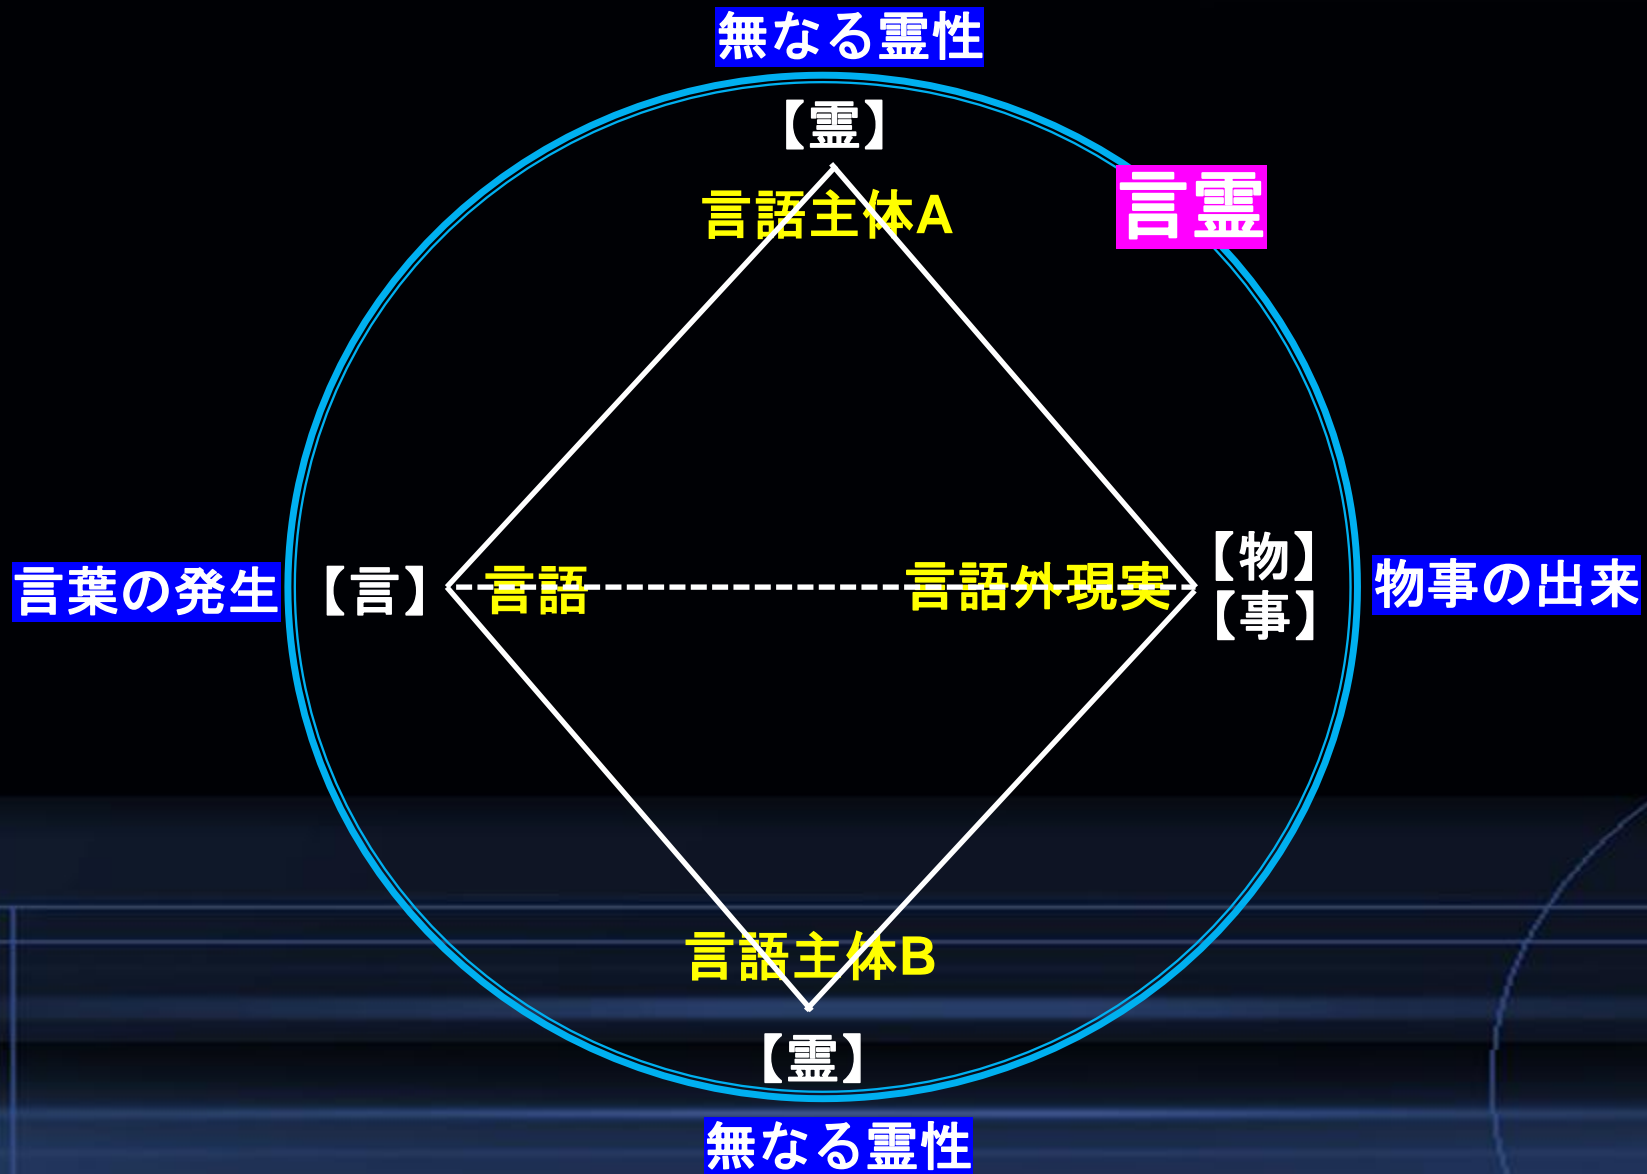 無なる霊性
【霊】
言霊
言語主体A
【物】
言葉の発生
【言】
言語
言語外現実
物事の出来
【事】
言語主体B
【霊】
無なる霊性